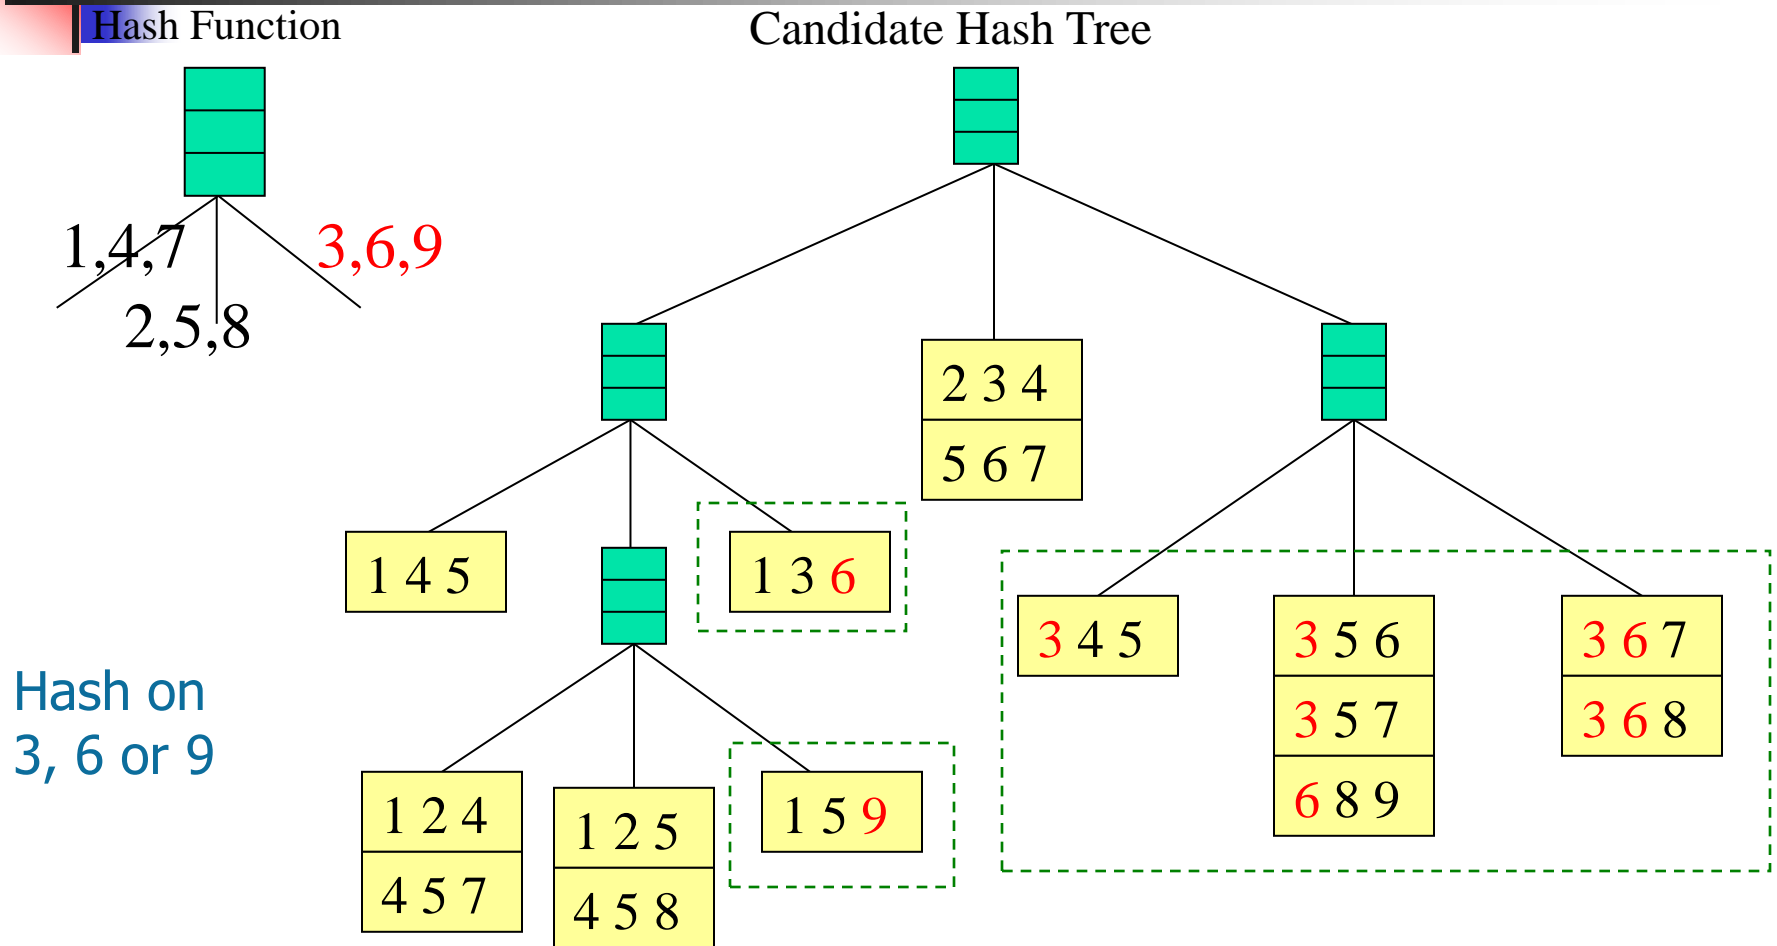 Hash Function
Candidate Hash Tree
1,4,7
3,6,9
2,5,8
2 3 4
5 6 7
1 4 5
1 3 6
3 4 5
3 5 6
3 6 7
3 5 7
3 6 8
6 8 9
Hash on
3, 6 or 9
1 2 4
1 2 5
1 5 9
4 5 7
4 5 8